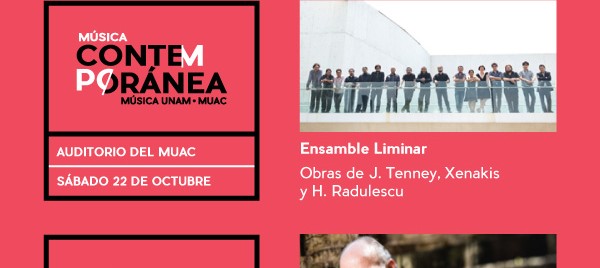 MÚSICA
CONTEM
PORÁNEA
MÚSICA UNAM • MUAC
AUDITORIO DEL MUAC
SÁBADO 22 DE OCTUBRE
Ensamble Liminar
Obras de J. Tenney, Xenakis
y H. Radulescu